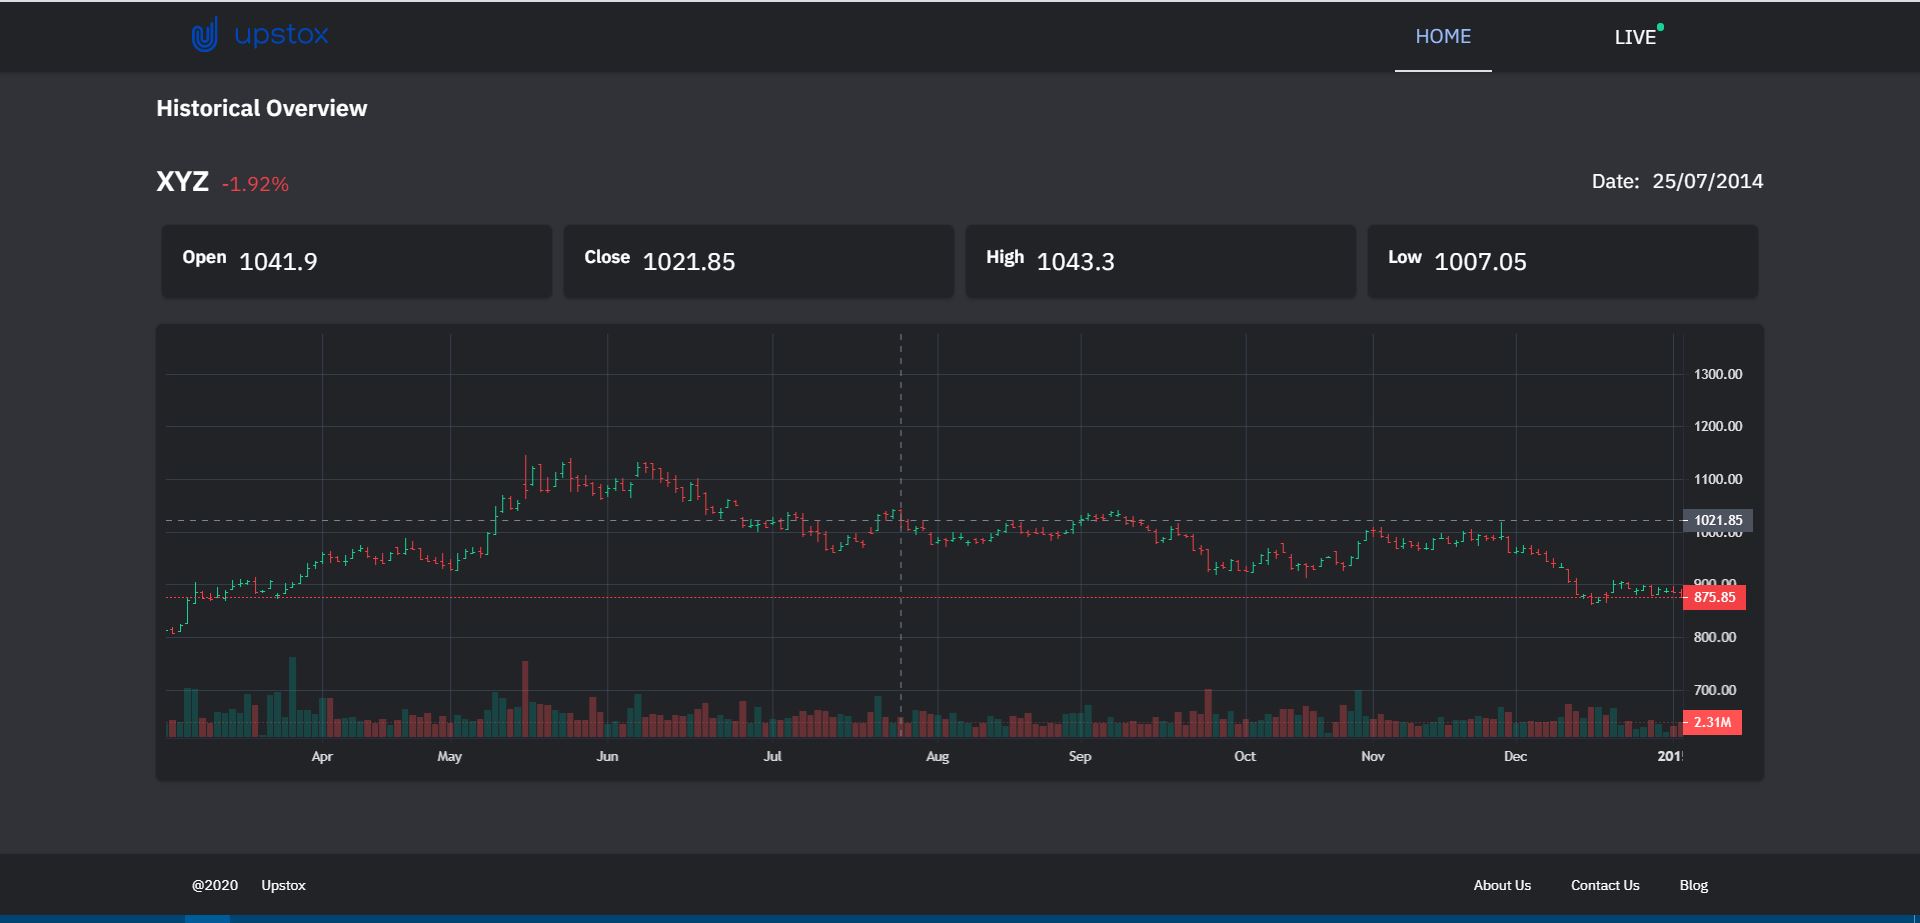 upstox
HOME
LIVE
Historical Overview
XYZ -1.92%
Date: 25/07/2014
Open 1041.9
Close 1021.85
High 1043.3
Low 1007.05
1300.00
1200.00
1100.00
1021.85
1000.00
900.00
875.85
800.00
700.00
2.31M
Apr May Jun Jul Aug Sep Oct Nov Dec 201
@2020 Upstox
About Us Contact Us Blog